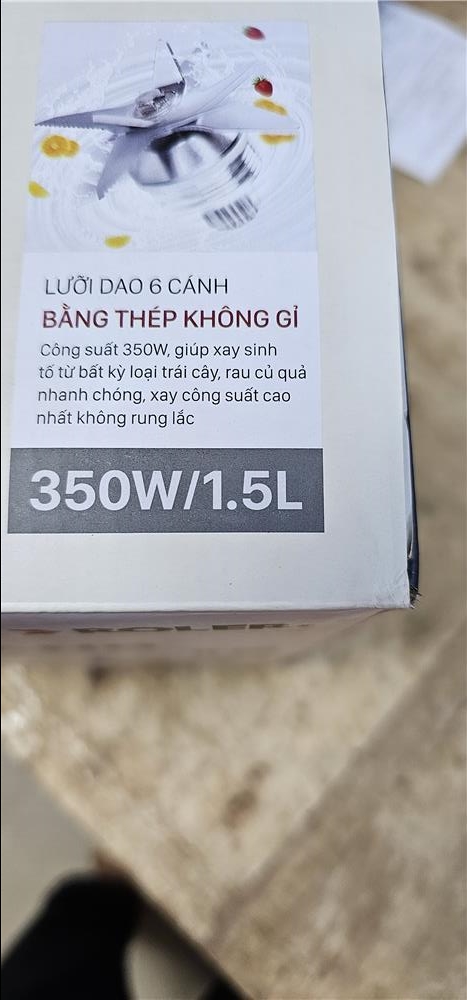 LƯỠI DAO 6 CÁNH
BẰNG THÉP KHÔNG GỈ
Công suất 350W, giúp xay sinh
tố từ bất kỳ loại trái cây, rau củ quả
nhanh chóng, xay công suất cao
nhất không rung lắc
350W/1.5L